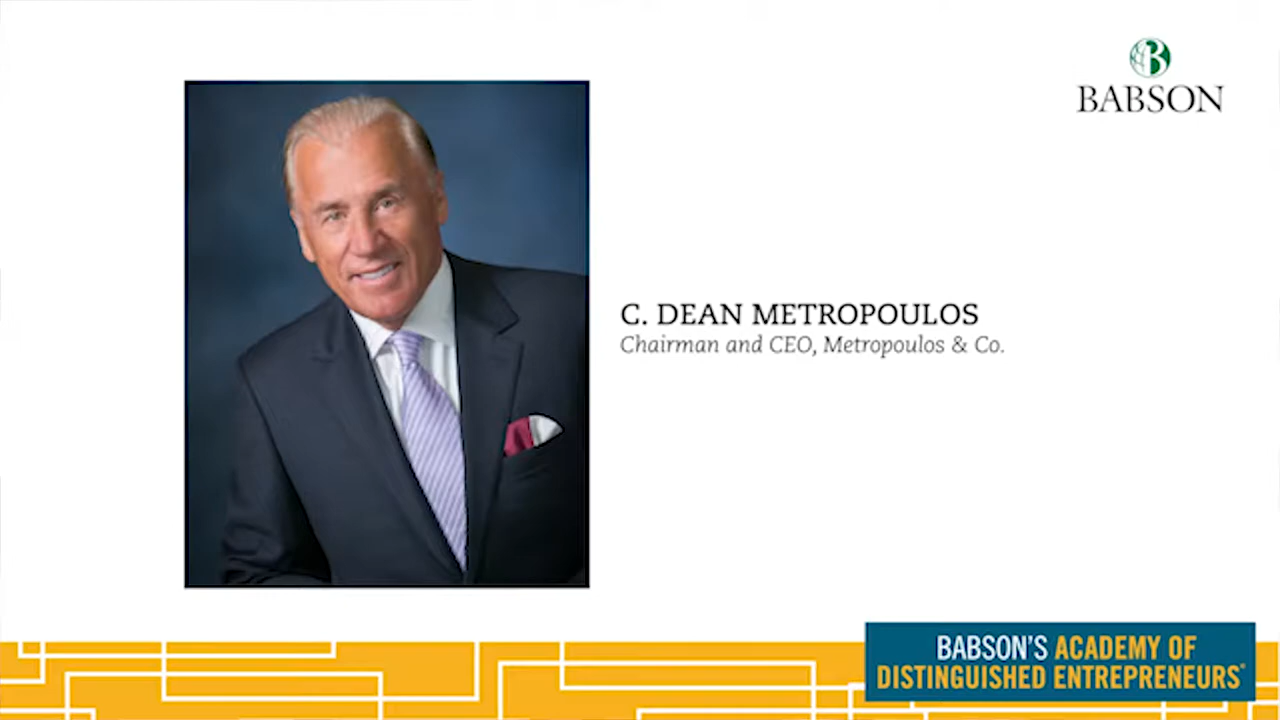 BABSON
C. DEAN METROPOULOS
Chairman and CEO, Metropoulos & Co.
BABSON'S ACADEMY OF
DISTINGUISHED ENTREPRENEURS®